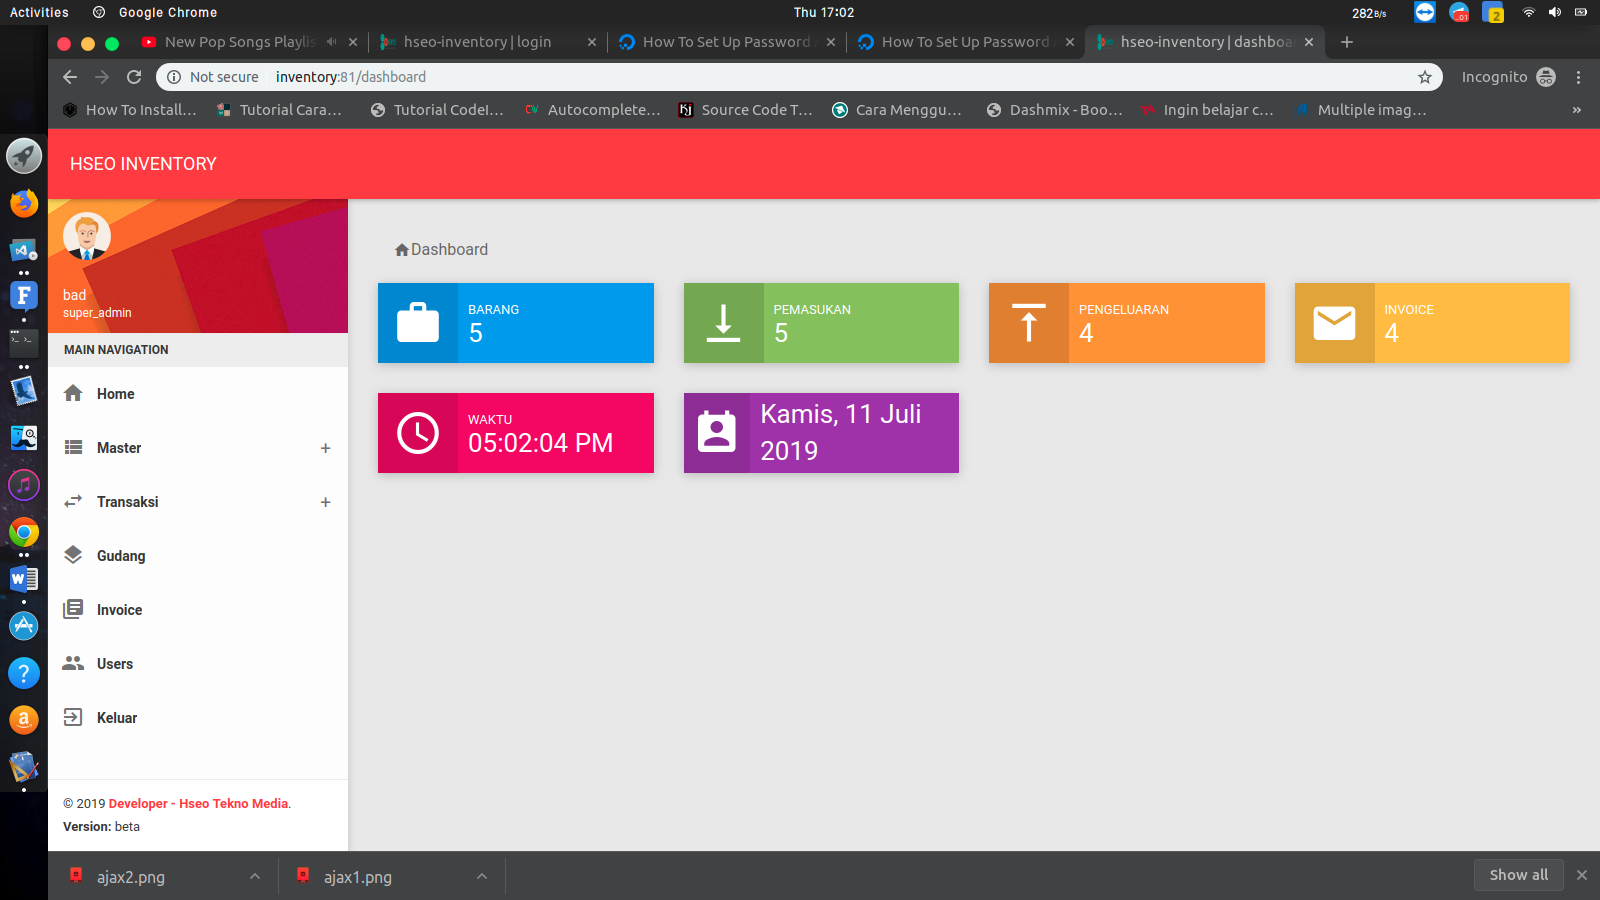 Activities
Google Chrome
Thu 17:02
282B/s
2
New Pop Songs Playlis
hseo-inventory | login
How To Set Up Password
How To Set Up Password
hseo-inventory | dashboa
Not secure
inventory:81/dashboard
Incognito
How To Install...
Tutorial Cara...
Tutorial CodeI...
Autocomplete...
Source Code T...
Cara Menggu...
Dashmix - Boo...
Ingin belajar c...
Multiple imag...
»
HSEO INVENTORY
bad
super_admin
MAIN NAVIGATION
Home
Master
+
Transaksi
+
Gudang
Invoice
Users
Keluar
© 2019 Developer - Hseo Tekno Media.
Version: beta
Dashboard
BARANG
5
PEMASUKAN
5
PENGELUARAN
4
INVOICE
4
WAKTU
05:02:04 PM
Kamis, 11 Juli
2019
ajax2.png
ajax1.png
Show all